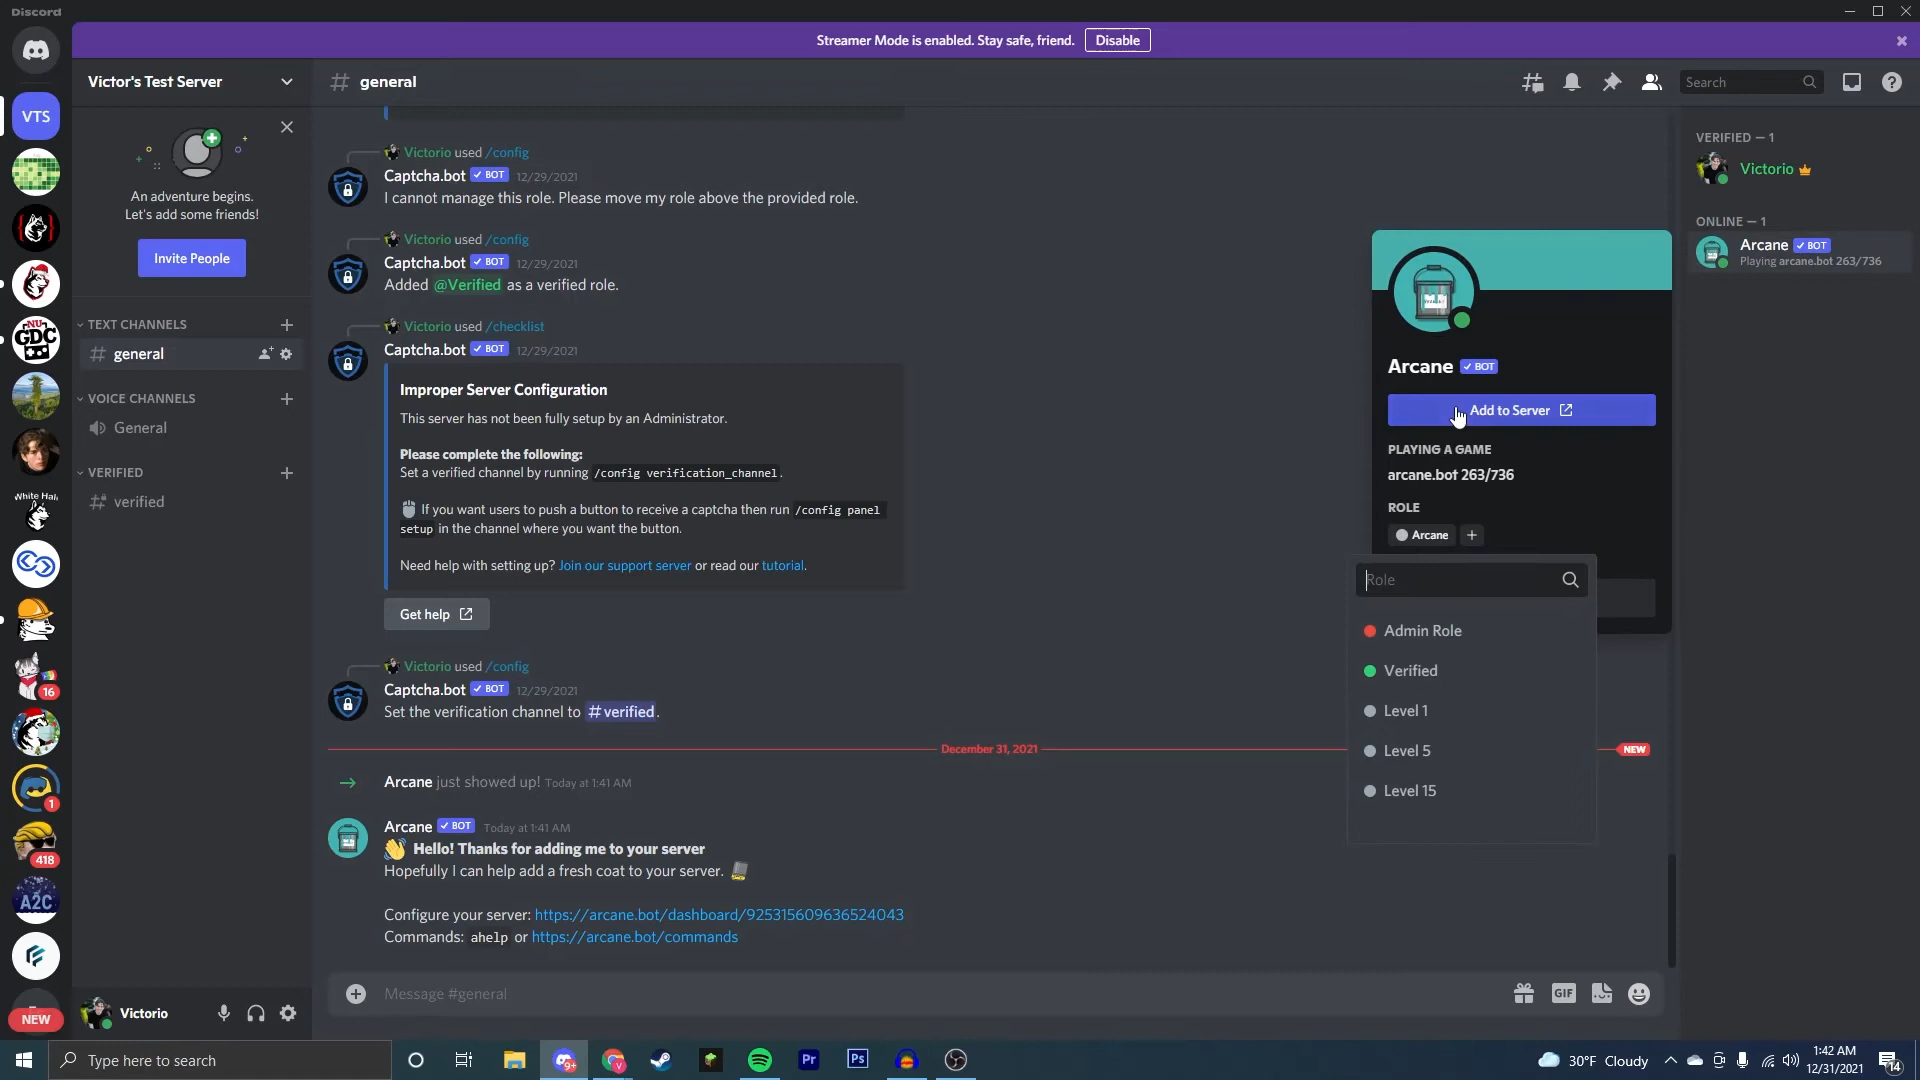 Discord
Streamer Mode is enabled. Stay safe, friend.
Disable
VTS
Victor's Test Server
general
Search
An adventure begins.
Let's add some friends!
Invite People
TEXT CHANNELS
general
VOICE CHANNELS
General
VERIFIED
verified
NU
GDC
White Hall
16
1
418
A2C
NEW
Victorio
Victorio used /config
Captcha.bot BOT 12/29/2021
I cannot manage this role. Please move my role above the provided role.
Victorio used /config
Captcha.bot BOT 12/29/2021
Added @Verified as a verified role.
Victorio used /checklist
Captcha.bot BOT 12/29/2021
Improper Server Configuration
This server has not been fully setup by an Administrator.
Please complete the following:
Set a verified channel by running /config verification_channel.
If you want users to push a button to receive a captcha then run /config panel
setup in the channel where you want the button.
Need help with setting up? Join our support server or read our tutorial.
Get help
Victorio used /config
Captcha.bot BOT 12/29/2021
Set the verification channel to #verified.
December 31, 2021
NEW
Arcane just showed up! Today at 1:41 AM
Arcane BOT Today at 1:41 AM
Hello! Thanks for adding me to your server
Hopefully I can help add a fresh coat to your server.
Configure your server: https://arcane.bot/dashboard/925315609636524043
Commands: ahelp or https://arcane.bot/commands
Message #general
GIF
Arcane BOT
Add to Server
PLAYING A GAME
arcane.bot 263/736
ROLE
Arcane
Role
Admin Role
Verified
Level 1
Level 5
Level 15
VERIFIED — 1
Victorio
ONLINE — 1
Arcane BOT
Playing arcane.bot 263/736
Type here to search
9+
V
Pr
Ps
30°F Cloudy
1:42 AM
12/31/2021
14